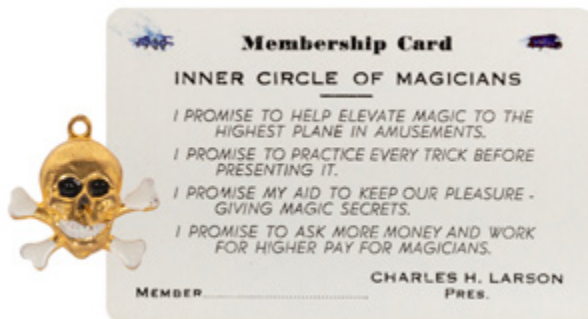 Membership Card
INNER CIRCLE OF MAGICIANS
I PROMISE TO HELP ELEVATE MAGIC TO THE
HIGHEST PLANE IN AMUSEMENTS.
I PROMISE TO PRACTICE EVERY TRICK BEFORE
PRESENTING IT.
I PROMISE MY AID TO KEEP OUR PLEASURE -
GIVING MAGIC SECRETS.
I PROMISE TO ASK MORE MONEY AND WORK
FOR HIGHER PAY FOR MAGICIANS.
CHARLES H. LARSON
MEMBER PRES.